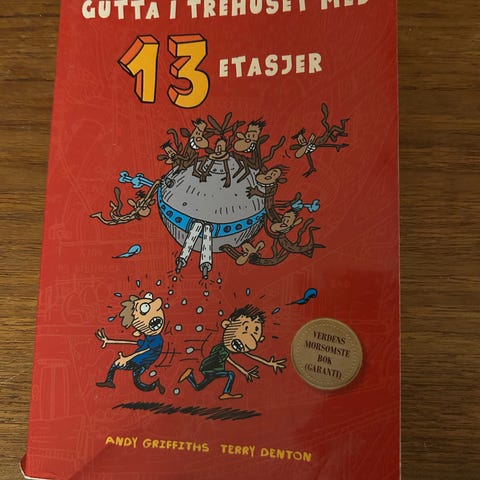 GUTTA I TREHUSET MED
13 ETASJER
VERDENS
MORSOMSTE
BOK
(GARANTI)
ANDY GRIFFITHS TERRY DENTON